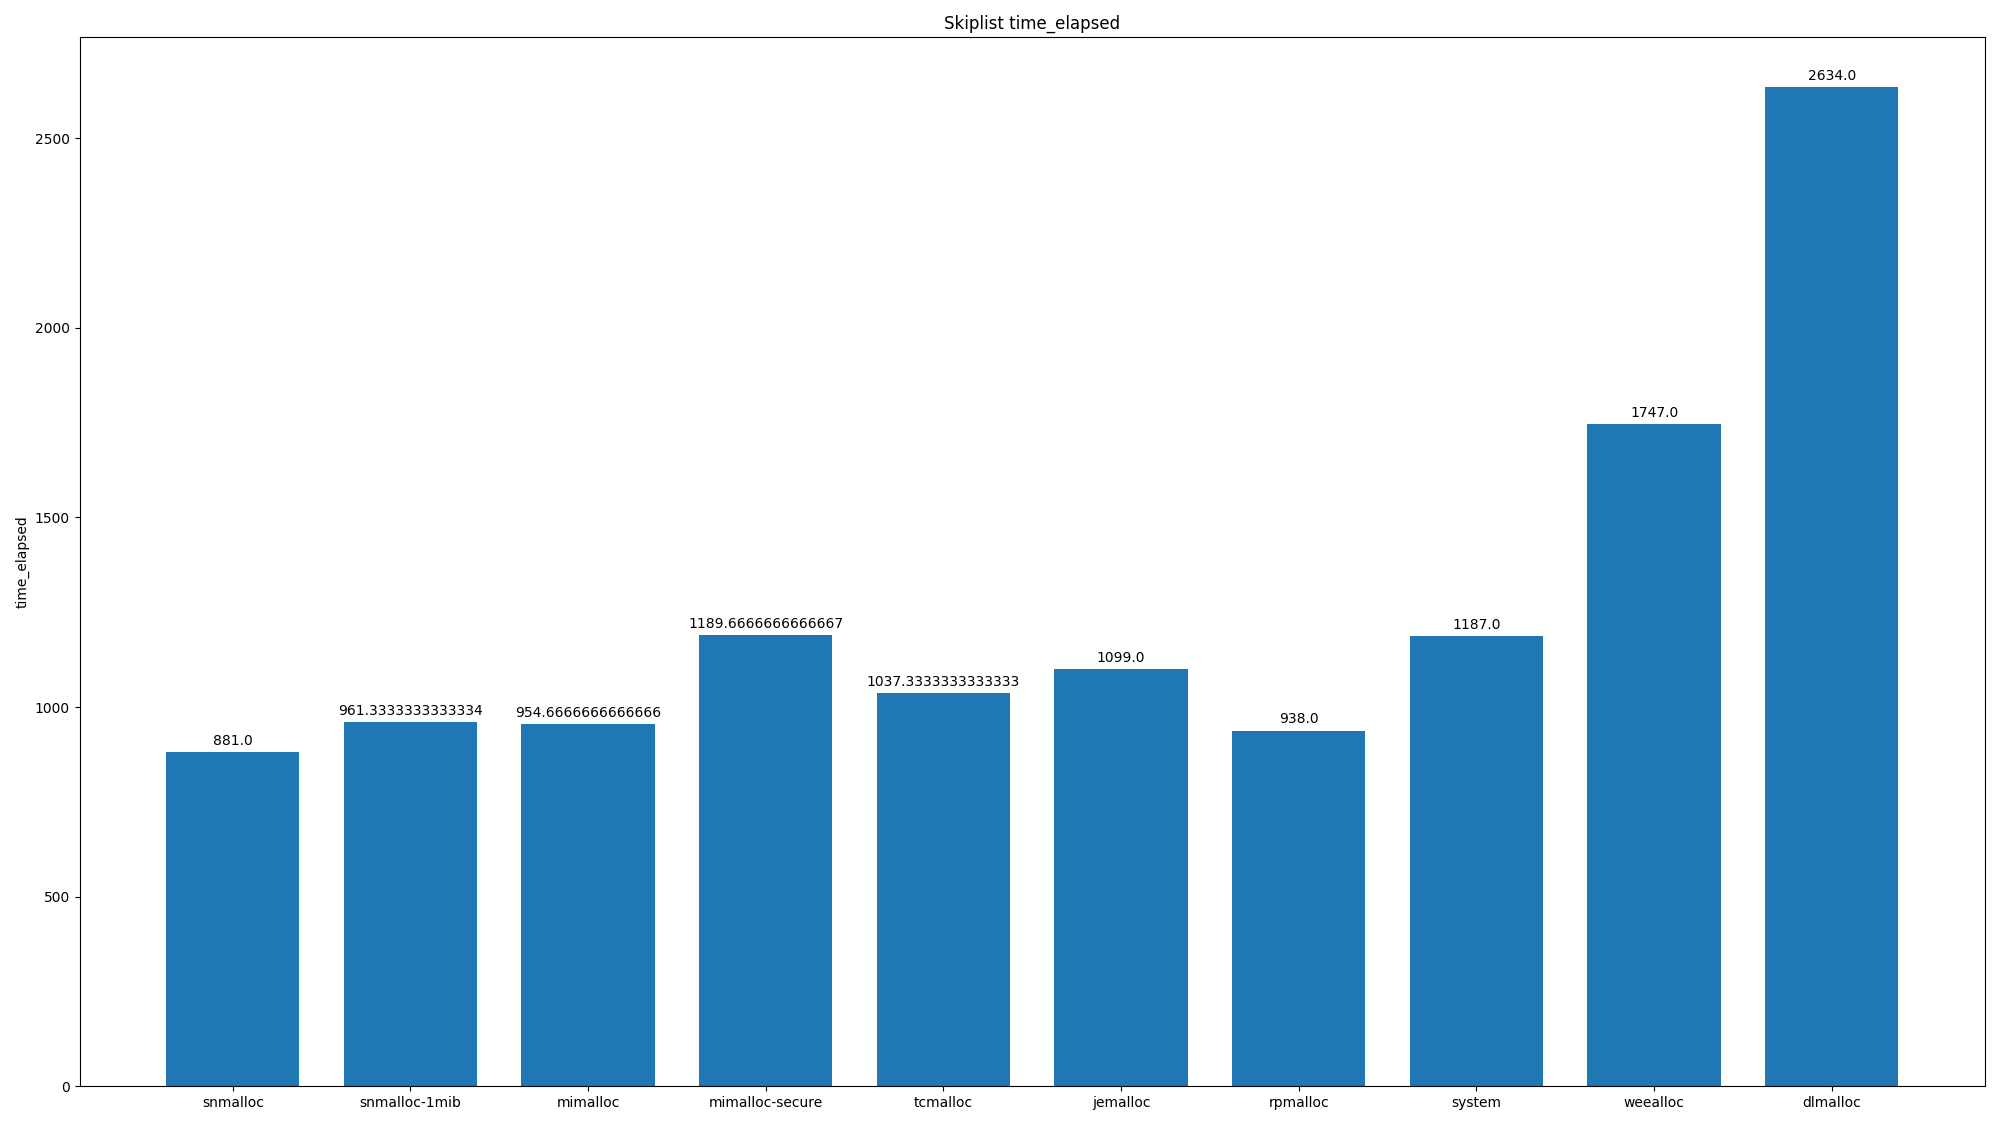 Skiplist time_elapsed
time_elapsed
2500
2000
1500
1000
500
0
881.0
961.3333333333334
954.6666666666666
1189.6666666666667
1037.3333333333333
1099.0
938.0
1187.0
1747.0
2634.0
snmalloc
snmalloc-1mib
mimalloc
mimalloc-secure
tcmalloc
jemalloc
rpmalloc
system
weealloc
dlmalloc